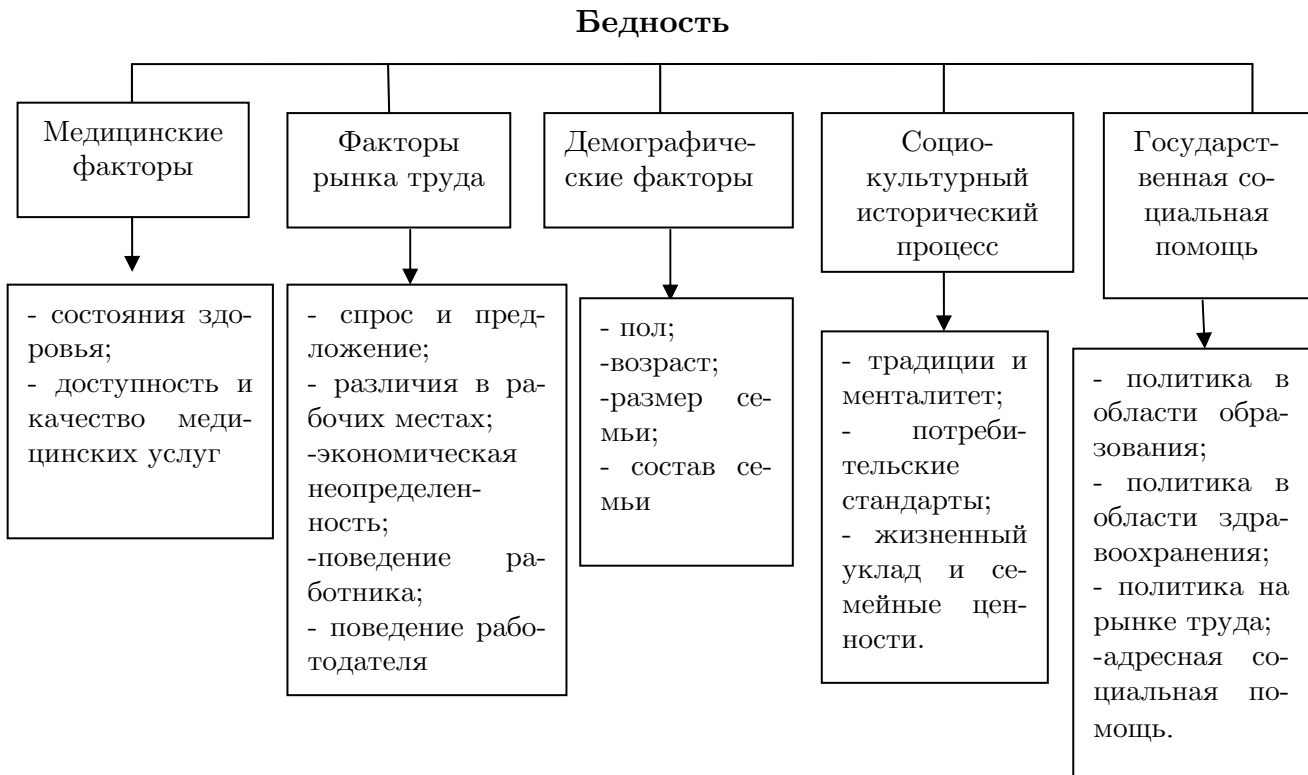 Бедность
Медицинские
факторы
Факторы
рынка труда
Демографиче-
ские факторы
Социо-
культурный
исторический
процесс
Государст-
венная со-
циальная
помощь
- состояния здо-
ровья;
- доступность и
качество меди-
цинских услуг
- спрос и пред-
ложение;
- различия в ра-
бочих местах;
-экономическая
неопределен-
ность;
-поведение ра-
ботника;
- поведение рабо-
тодателя
- пол;
-возраст;
-размер се-
мьи;
- состав се-
мьи
- традиции и
менталитет;
- потреби-
тельские
стандарты;
- жизненный
уклад и се-
мейные цен-
ности.
- политика в
области обра-
зования;
- политика в
области здра-
воохранения;
- политика на
рынке труда;
-адресная со-
циальная по-
мощь.